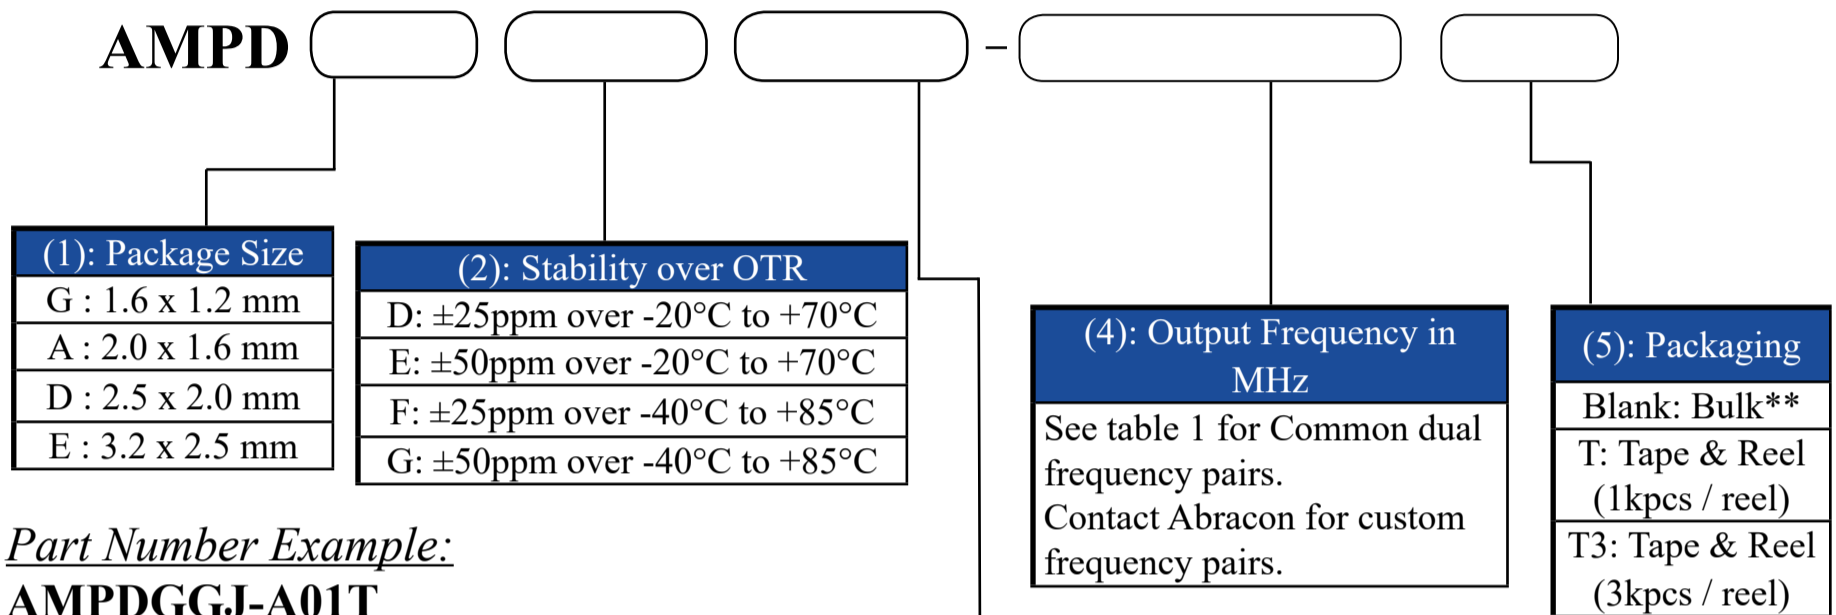 AMPD –
(1): Package Size
G : 1.6 x 1.2 mm
A : 2.0 x 1.6 mm
D : 2.5 x 2.0 mm
E : 3.2 x 2.5 mm
(2): Stability over OTR
D: ±25ppm over -20°C to +70°C
E: ±50ppm over -20°C to +70°C
F: ±25ppm over -40°C to +85°C
G: ±50ppm over -40°C to +85°C
(4): Output Frequency in
MHz
See table 1 for Common dual
frequency pairs.
Contact Abracon for custom
frequency pairs.
(5): Packaging
Blank: Bulk**
T: Tape & Reel
(1kpcs / reel)
T3: Tape & Reel
(3kpcs / reel)
Part Number Example:
AMPDGGJ-A01T